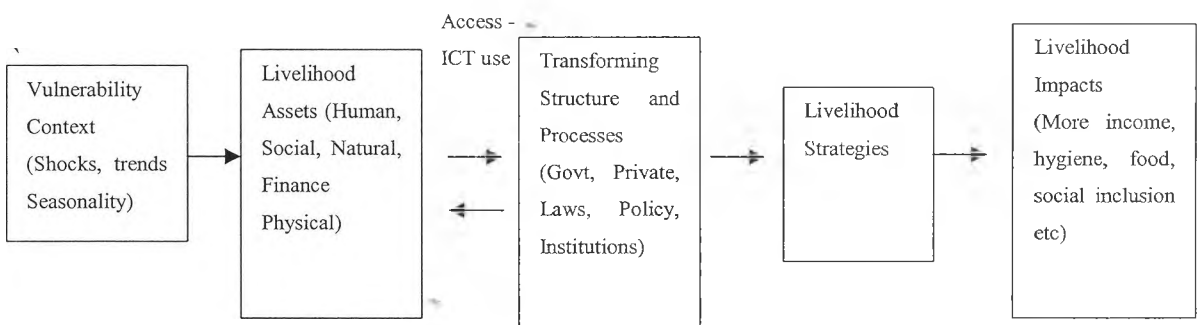 Vulnerability
Context
(Shocks, trends
Seasonality)
Livelihood
Assets (Human,
Social, Natural,
Finance
Physical)
Access -
ICT use
Transforming
Structure and
Processes
(Govt, Private,
Laws, Policy,
Institutions)
Livelihood
Strategies
Livelihood
Impacts
(More income,
hygiene, food,
social inclusion
etc)